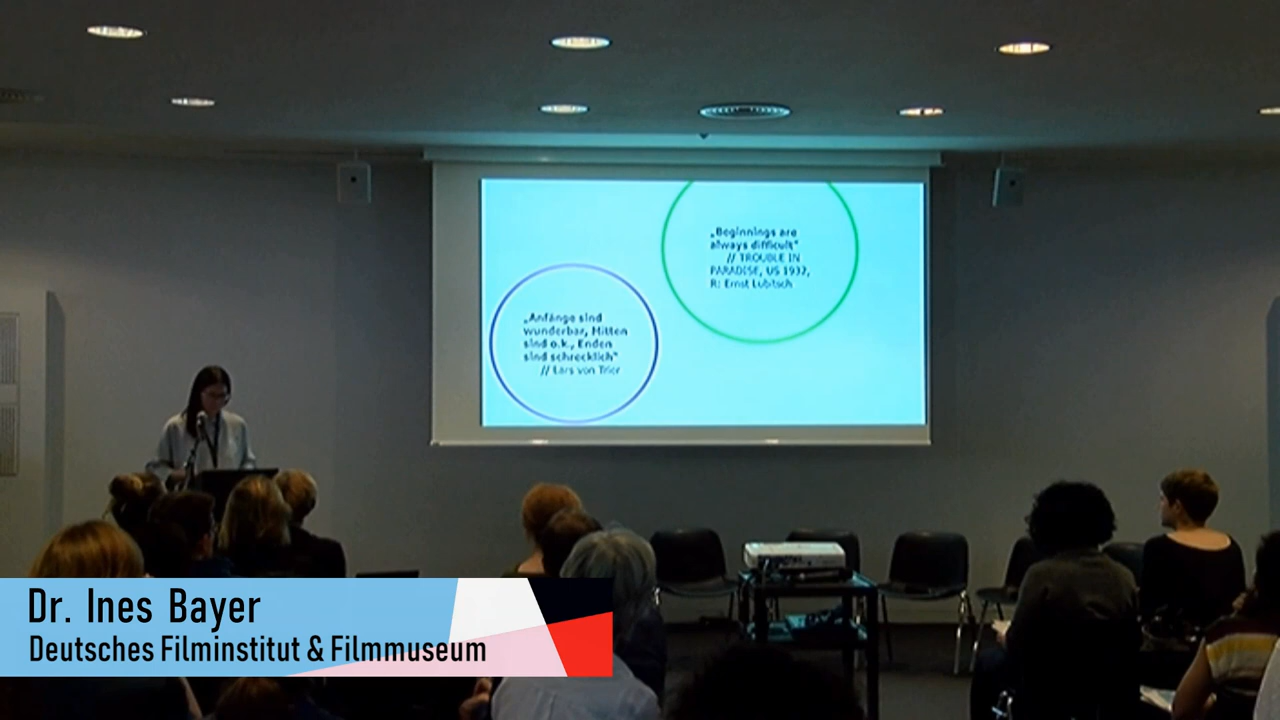 „Beginnings are
always difficult“
// TROUBLE IN
PARADISE, US 1932,
R: Ernst Lubitsch
„Anfänge sind
wunderbar, Mitten
sind o.k., Enden
sind schrecklich“
// Lars von Trier
Dr. Ines Bayer
Deutsches Filminstitut & Filmmuseum